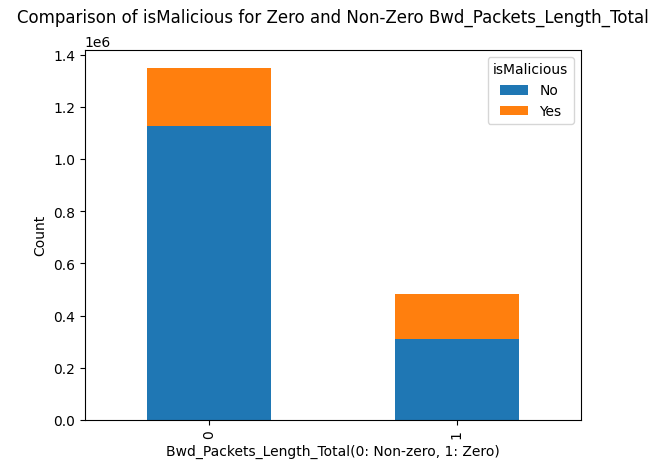 Comparison of isMalicious for Zero and Non-Zero Bwd_Packets_Length_Total
1e6
1.4
1.2
1.0
0.8
0.6
0.4
0.2
0.0
Count
isMalicious
No
Yes
0
1
Bwd_Packets_Length_Total(0: Non-zero, 1: Zero)